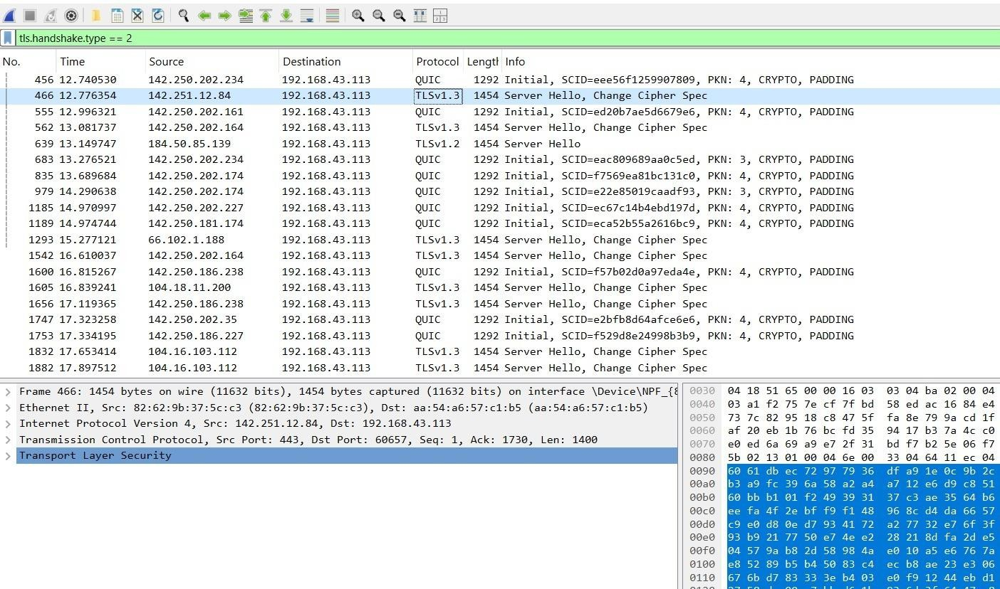 tls.handshake.type == 2
No. Time Source Destination Protocol Length Info
456 12.740530 142.250.202.234 192.168.43.113 QUIC 1292 Initial, SCID=eee56f1259907809, PKN: 4, CRYPTO, PADDING
466 12.776354 142.251.12.84 192.168.43.113 TLSv1.3 1454 Server Hello, Change Cipher Spec
555 12.996321 142.250.202.161 192.168.43.113 QUIC 1292 Initial, SCID=ed20b7ae5d6679e6, PKN: 4, CRYPTO, PADDING
562 13.081737 142.250.202.164 192.168.43.113 TLSv1.3 1454 Server Hello, Change Cipher Spec
639 13.149747 184.50.85.139 192.168.43.113 TLSv1.2 1454 Server Hello
683 13.276521 142.250.202.234 192.168.43.113 QUIC 1292 Initial, SCID=eac809689aa0c5ed, PKN: 3, CRYPTO, PADDING
835 13.689684 142.250.202.174 192.168.43.113 QUIC 1292 Initial, SCID=f7569ea81bc131c0, PKN: 4, CRYPTO, PADDING
979 14.290638 142.250.202.174 192.168.43.113 QUIC 1292 Initial, SCID=e22e85019caadf93, PKN: 3, CRYPTO, PADDING
1185 14.970997 142.250.202.227 192.168.43.113 QUIC 1292 Initial, SCID=ec67c14b4ebd197d, PKN: 4, CRYPTO, PADDING
1189 14.974744 142.250.181.174 192.168.43.113 QUIC 1292 Initial, SCID=eca52b55a2616bc9, PKN: 4, CRYPTO, PADDING
1293 15.277121 66.102.1.188 192.168.43.113 TLSv1.3 1454 Server Hello, Change Cipher Spec
1542 16.610037 142.250.202.164 192.168.43.113 TLSv1.3 1454 Server Hello, Change Cipher Spec
1600 16.815267 142.250.186.238 192.168.43.113 QUIC 1292 Initial, SCID=f57b02d0a97eda4e, PKN: 4, CRYPTO, PADDING
1605 16.839241 104.18.11.200 192.168.43.113 TLSv1.3 1454 Server Hello, Change Cipher Spec
1656 17.119365 142.250.186.238 192.168.43.113 TLSv1.3 1454 Server Hello, Change Cipher Spec
1747 17.323258 142.250.202.35 192.168.43.113 QUIC 1292 Initial, SCID=e2bfb8d64afce6e6, PKN: 4, CRYPTO, PADDING
1753 17.334195 142.250.186.227 192.168.43.113 QUIC 1292 Initial, SCID=f529d8e24998b3b9, PKN: 4, CRYPTO, PADDING
1832 17.653414 104.16.103.112 192.168.43.113 TLSv1.3 1454 Server Hello, Change Cipher Spec
1882 17.897512 104.16.103.112 192.168.43.113 TLSv1.3 1454 Server Hello, Change Cipher Spec
Frame 466: 1454 bytes on wire (11632 bits), 1454 bytes captured (11632 bits) on interface \Device\NPF_{
Ethernet II, Src: 82:62:9b:37:5c:c3 (82:62:9b:37:5c:c3), Dst: aa:54:a6:57:c1:b5 (aa:54:a6:57:c1:b5)
Internet Protocol Version 4, Src: 142.251.12.84, Dst: 192.168.43.113
Transmission Control Protocol, Src Port: 443, Dst Port: 60657, Seq: 1, Ack: 1730, Len: 1400
Transport Layer Security
0030 04 18 51 65 00 00 16 03 03 04 ba 02 00 04
0040 03 a1 f2 75 7e cf 7f bd 58 ed ac 16 84 e4
0050 73 7c 82 95 18 c8 47 5f fa 8e 79 9a cd 1f
0060 af 20 eb 1b 76 bc fd 35 94 17 b3 7a 4c c0
0070 e0 ed 6a 69 a9 e7 2f 31 bd f7 b2 5e 06 f7
0080 5b 02 13 01 00 04 6e 00 33 04 64 11 ec 04
0090 60 61 db ec 72 97 79 36 df a9 1e 0c 9b 2c
00a0 b3 a9 fc 39 6a 58 a2 a4 a7 12 e6 d9 c8 51
00b0 60 bb b1 01 f2 49 39 31 37 c3 ae 35 64 b6
00c0 ee fa 4f 2e bf f9 f1 48 96 8c d4 da 66 57
00d0 c9 e0 d8 0e d7 93 41 72 a2 77 32 e7 6f 3f
00e0 93 b9 21 77 50 e7 4e e2 28 21 8d fa 2d e5
00f0 04 57 9a b8 2d 58 98 4a e0 10 a5 e6 76 7a
0100 e8 52 89 b5 b4 50 83 c4 ec b8 ae 23 e3 06
0110 67 6b d7 83 33 3e b4 03 e0 f9 12 44 eb d1